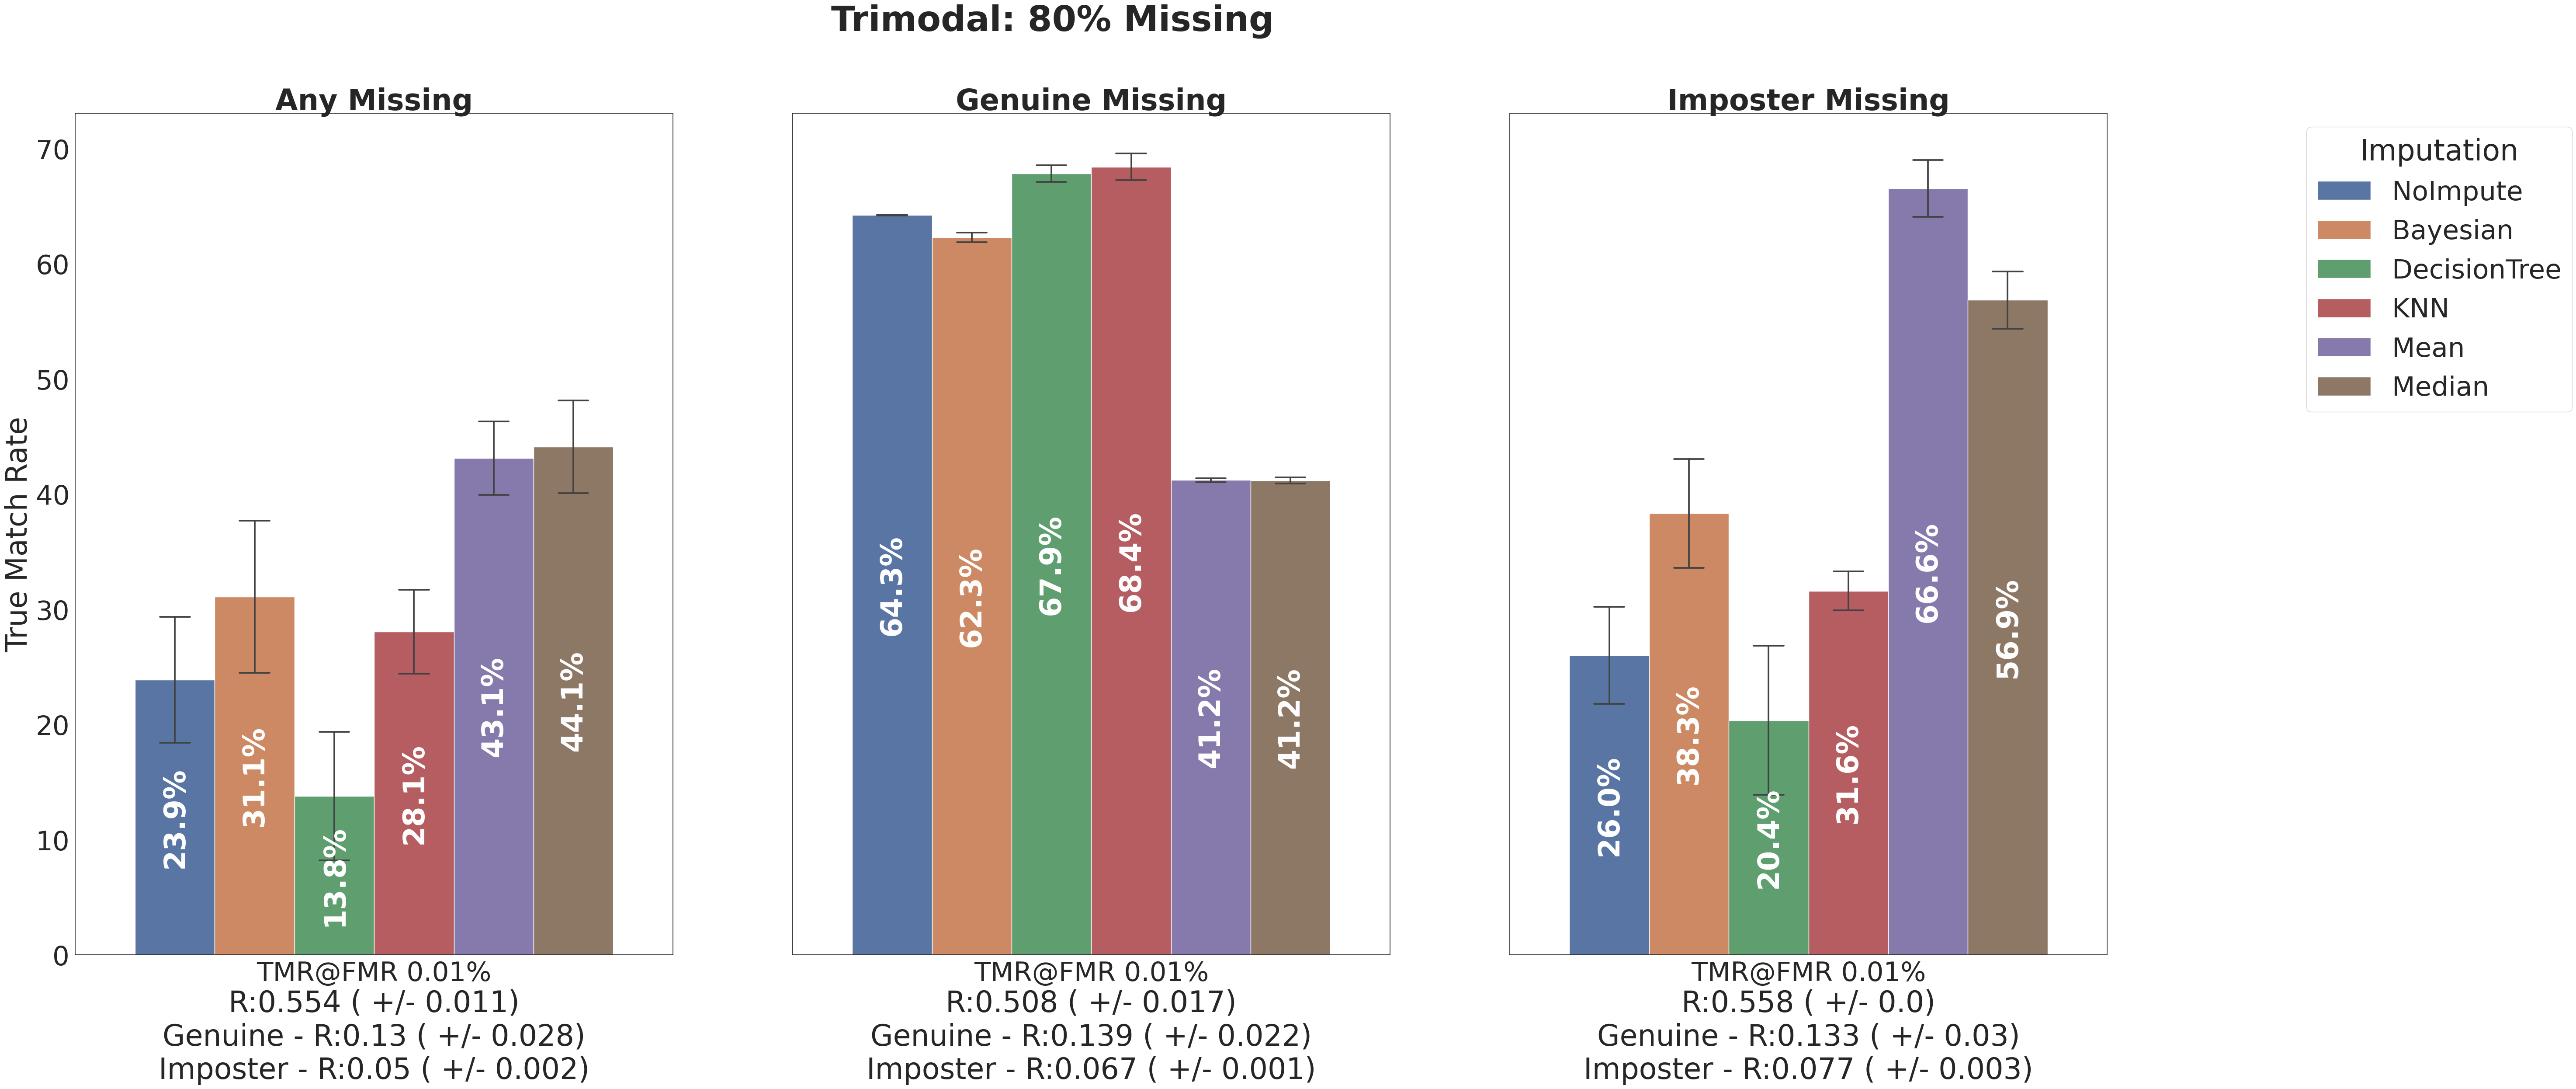 Trimodal: 80% Missing
Any Missing
Genuine Missing
Imposter Missing
True Match Rate
70
60
50
40
30
20
10
0
23.9%
31.1%
13.8%
28.1%
43.1%
44.1%
64.3%
62.3%
67.9%
68.4%
41.2%
41.2%
26.0%
38.3%
20.4%
31.6%
66.6%
56.9%
TMR@FMR 0.01%
R:0.554 ( +/- 0.011)
Genuine - R:0.13 ( +/- 0.028)
Imposter - R:0.05 ( +/- 0.002)
TMR@FMR 0.01%
R:0.508 ( +/- 0.017)
Genuine - R:0.139 ( +/- 0.022)
Imposter - R:0.067 ( +/- 0.001)
TMR@FMR 0.01%
R:0.558 ( +/- 0.0)
Genuine - R:0.133 ( +/- 0.03)
Imposter - R:0.077 ( +/- 0.003)
Imputation
NoImpute
Bayesian
DecisionTree
KNN
Mean
Median